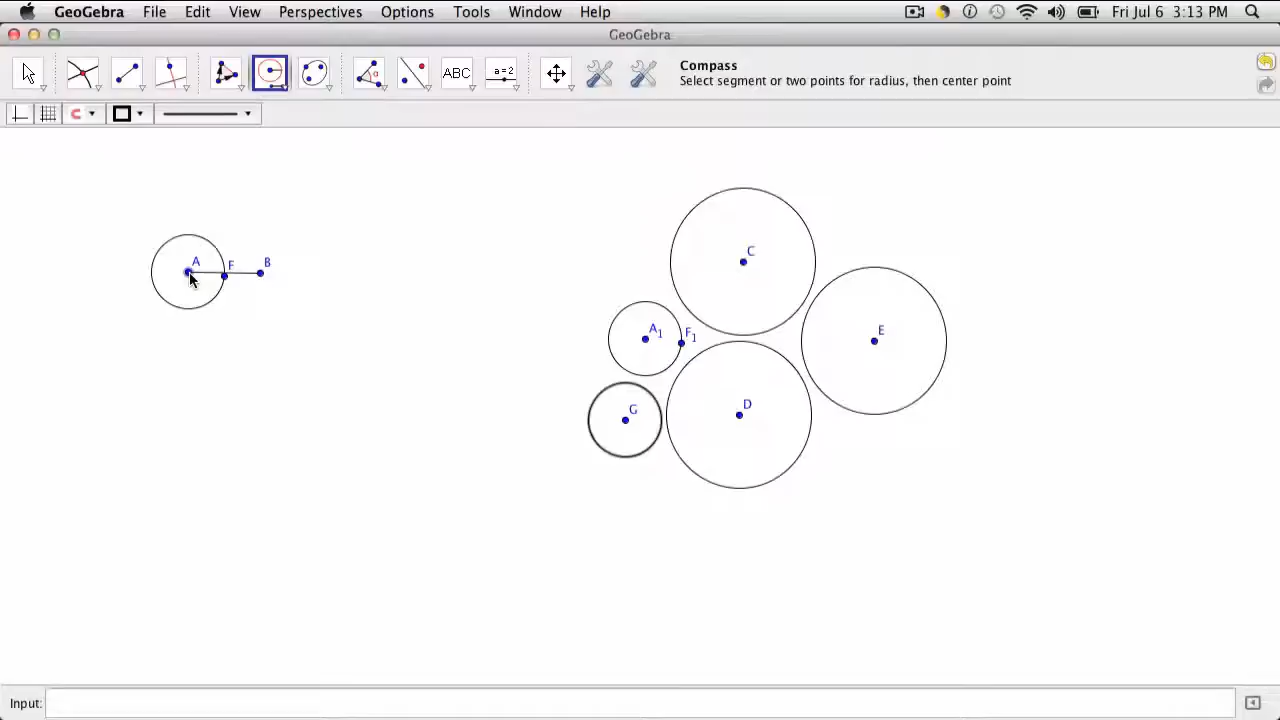 GeoGebra File Edit View Perspectives Options Tools Window Help Fri Jul 6 3:13 PM
GeoGebra
ABC
a=2
α
Compass
Select segment or two points for radius, then center point
A F B
C
A1 F1
E
G
D
Input: